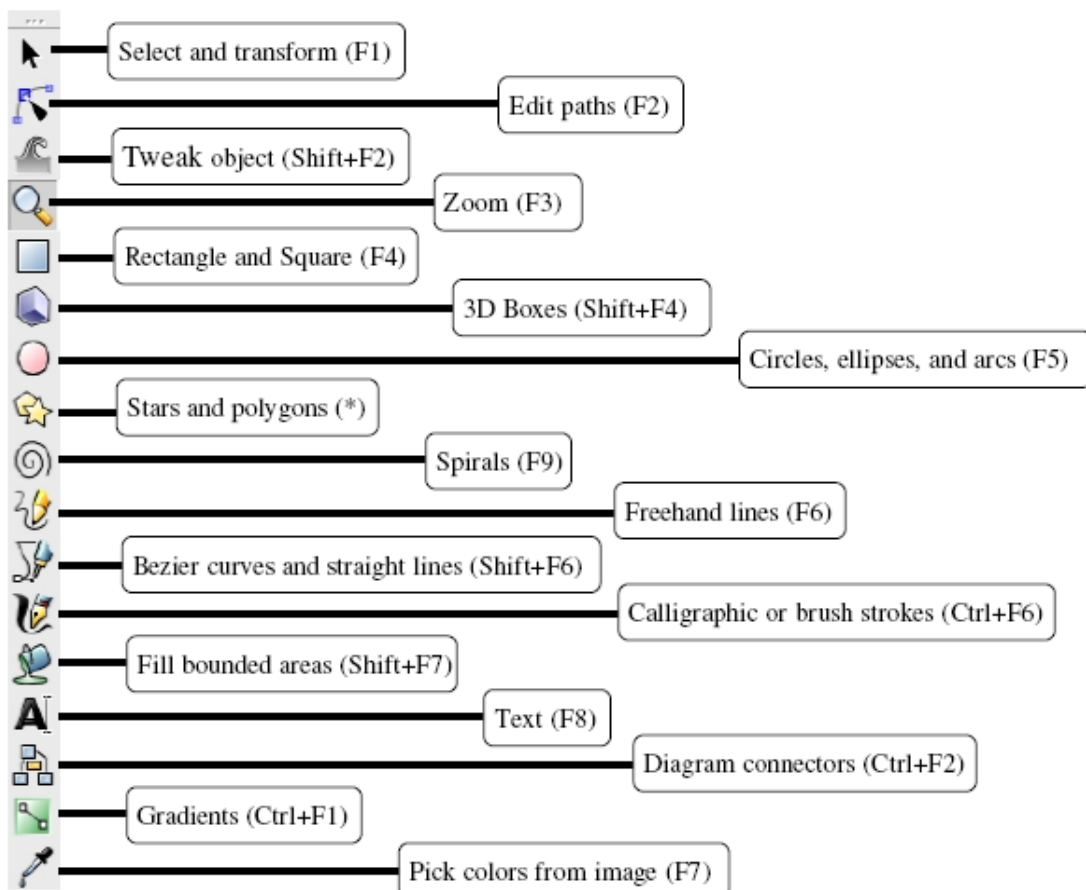 Select and transform (F1)
Edit paths (F2)
Tweak object (Shift+F2)
Zoom (F3)
Rectangle and Square (F4)
3D Boxes (Shift+F4)
Circles, ellipses, and arcs (F5)
Stars and polygons (*)
Spirals (F9)
Freehand lines (F6)
Bezier curves and straight lines (Shift+F6)
Calligraphic or brush strokes (Ctrl+F6)
Fill bounded areas (Shift+F7)
A
Text (F8)
Diagram connectors (Ctrl+F2)
Gradients (Ctrl+F1)
Pick colors from image (F7)